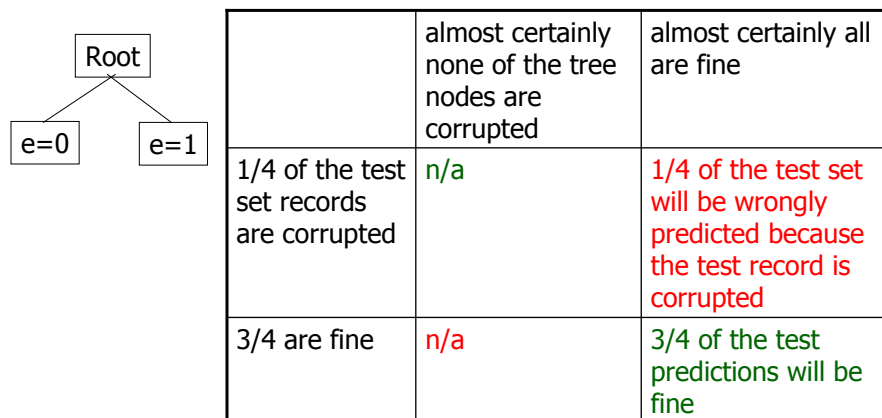 Root
e=0
e=1
almost certainly
none of the tree
nodes are
corrupted
almost certainly all
are fine
1/4 of the test
set records
are corrupted
n/a
1/4 of the test set
will be wrongly
predicted because
the test record is
corrupted
3/4 are fine
n/a
3/4 of the test
predictions will be
fine